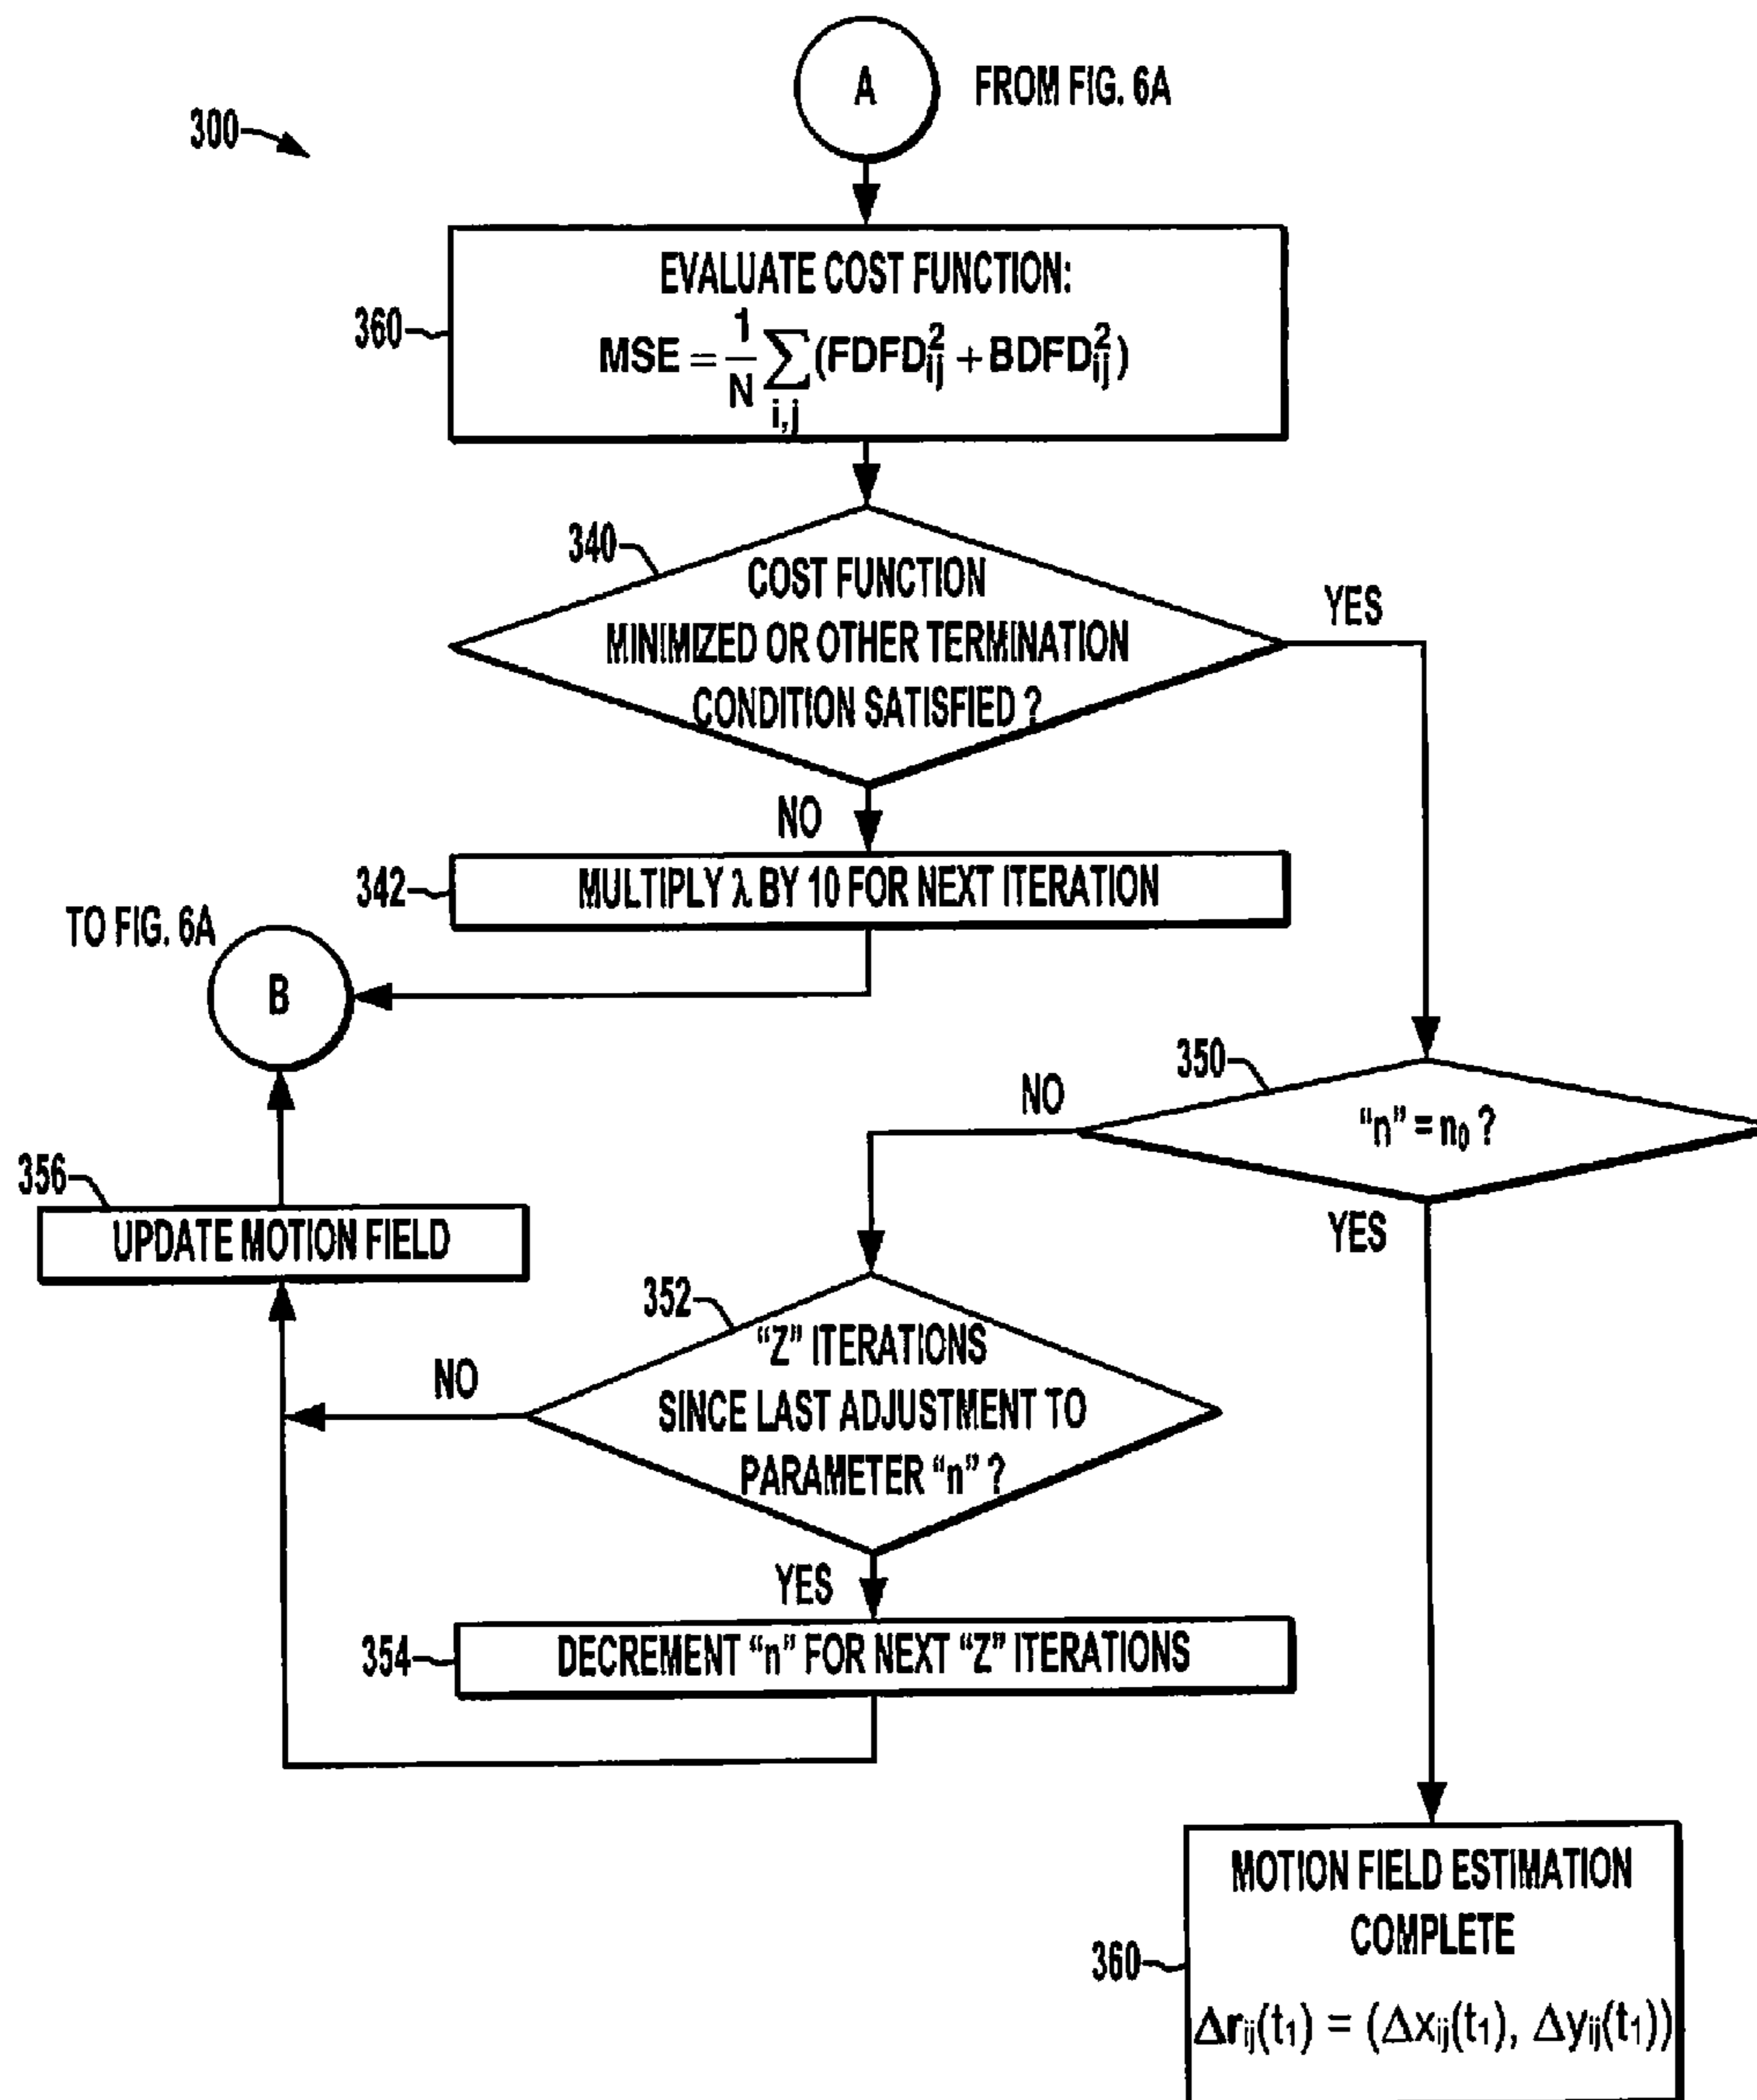 A
FROM FIG. 6A
300
EVALUATE COST FUNCTION:
360
MSE = 1/N ∑i,j (FDFD²ij + BDFD²ij)
340
COST FUNCTION
MINIMIZED OR OTHER TERMINATION
CONDITION SATISFIED ?
YES
NO
342
MULTIPLY λ BY 10 FOR NEXT ITERATION
TO FIG. 6A
B
350
NO
"n" = n₀ ?
YES
356
UPDATE MOTION FIELD
352
"Z" ITERATIONS
SINCE LAST ADJUSTMENT TO
PARAMETER "n" ?
NO
YES
354
DECREMENT "n" FOR NEXT "Z" ITERATIONS
MOTION FIELD ESTIMATION
COMPLETE
360
Δrij(t₁) = (Δxij(t₁), Δyij(t₁))